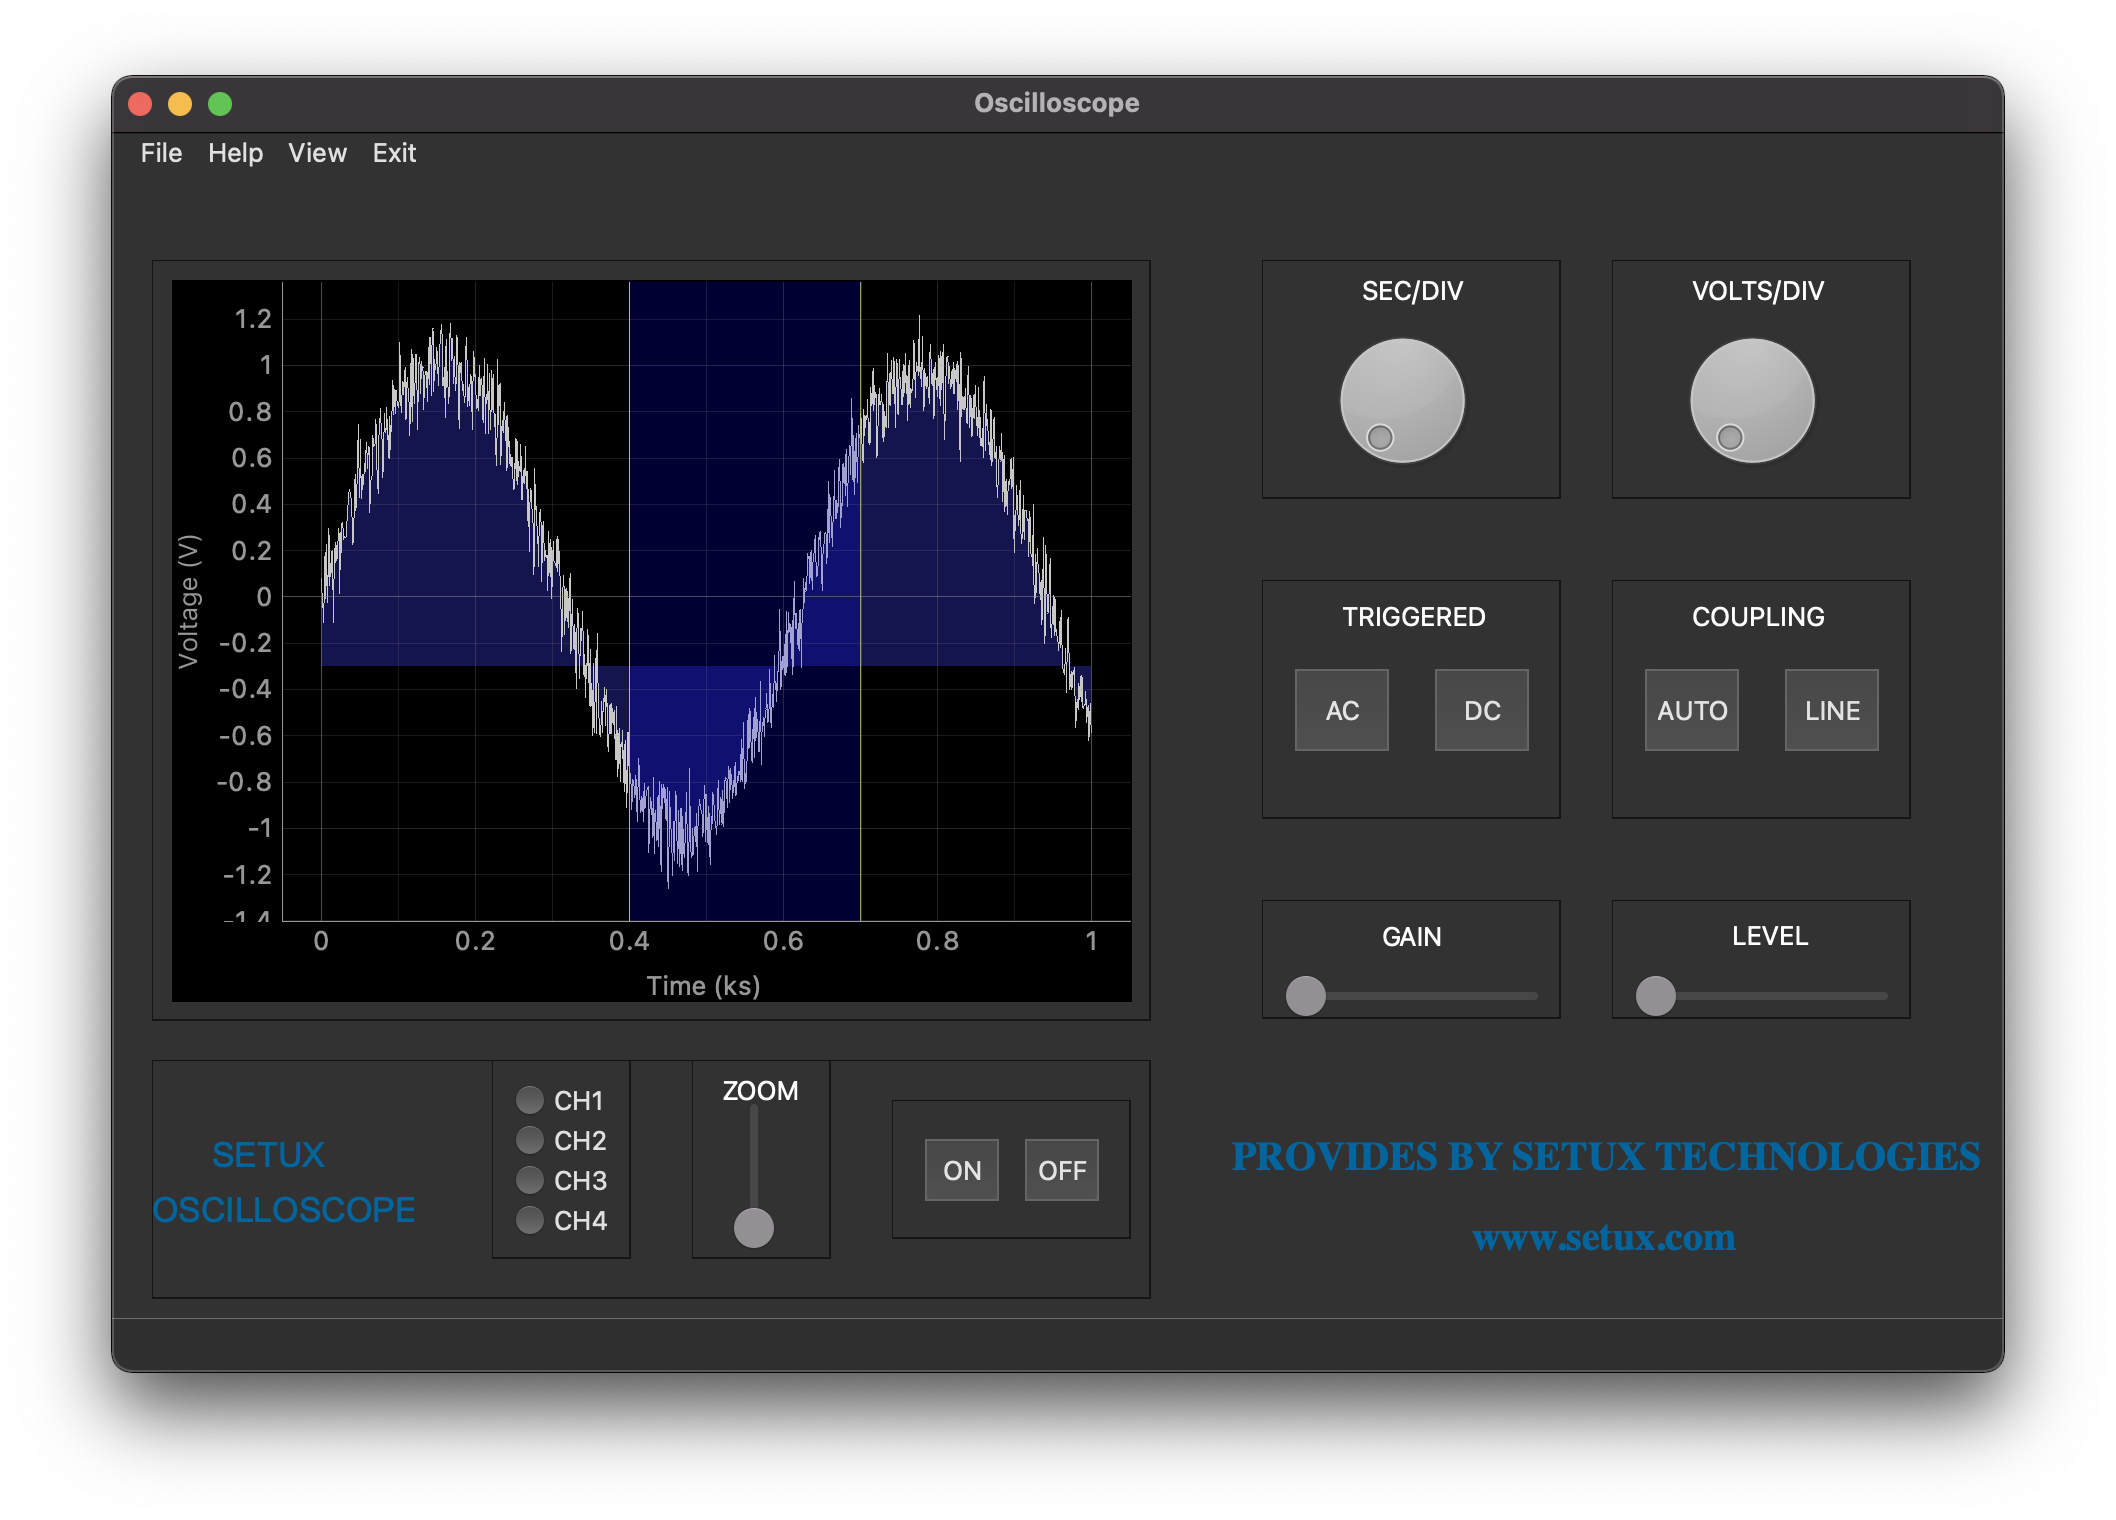 Oscilloscope
File Help View Exit
1.2
1
0.8
0.6
0.4
0.2
0
-0.2
-0.4
-0.6
-0.8
-1
-1.2
-1.4
Voltage (V)
0 0.2 0.4 0.6 0.8 1
Time (ks)
SEC/DIV
VOLTS/DIV
TRIGGERED
AC DC
COUPLING
AUTO LINE
GAIN
LEVEL
SETUX
OSCILLOSCOPE
CH1
CH2
CH3
CH4
ZOOM
ON OFF
PROVIDES BY SETUX TECHNOLOGIES
www.setux.com